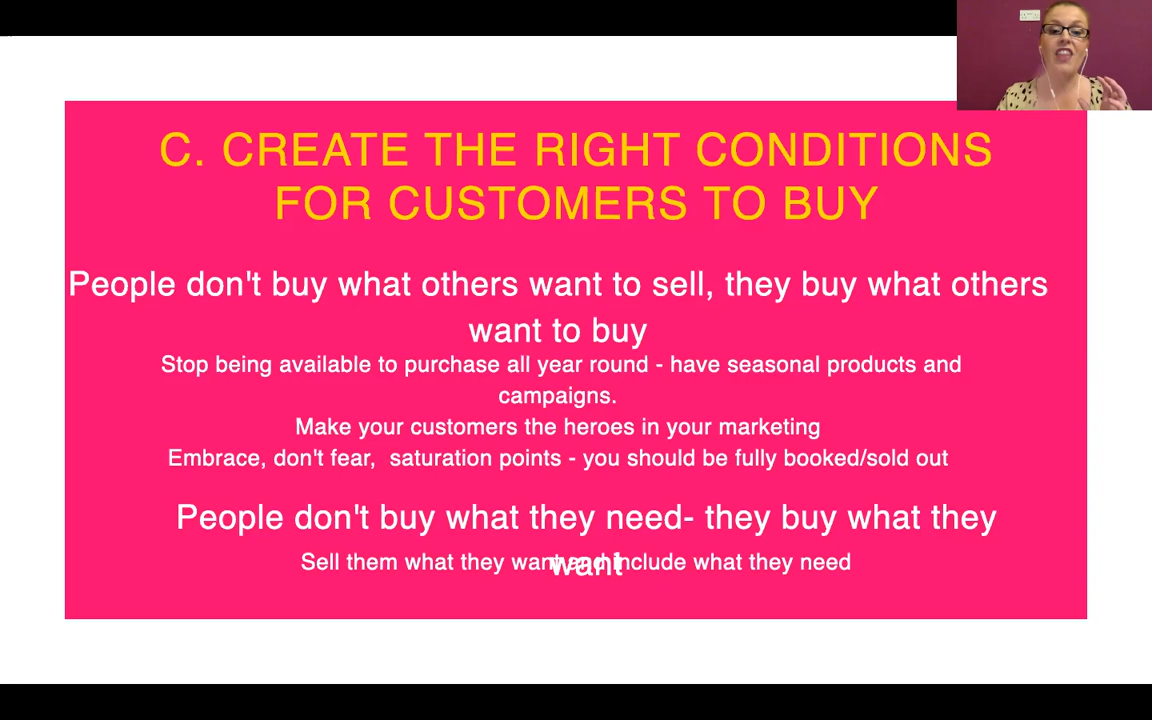 C. CREATE THE RIGHT CONDITIONS
FOR CUSTOMERS TO BUY
People don't buy what others want to sell, they buy what others
want to buy
Stop being available to purchase all year round - have seasonal products and
campaigns.
Make your customers the heroes in your marketing
Embrace, don't fear,  saturation points - you should be fully booked/sold out
People don't buy what they need- they buy what they
want
Sell them what they want and include what they need